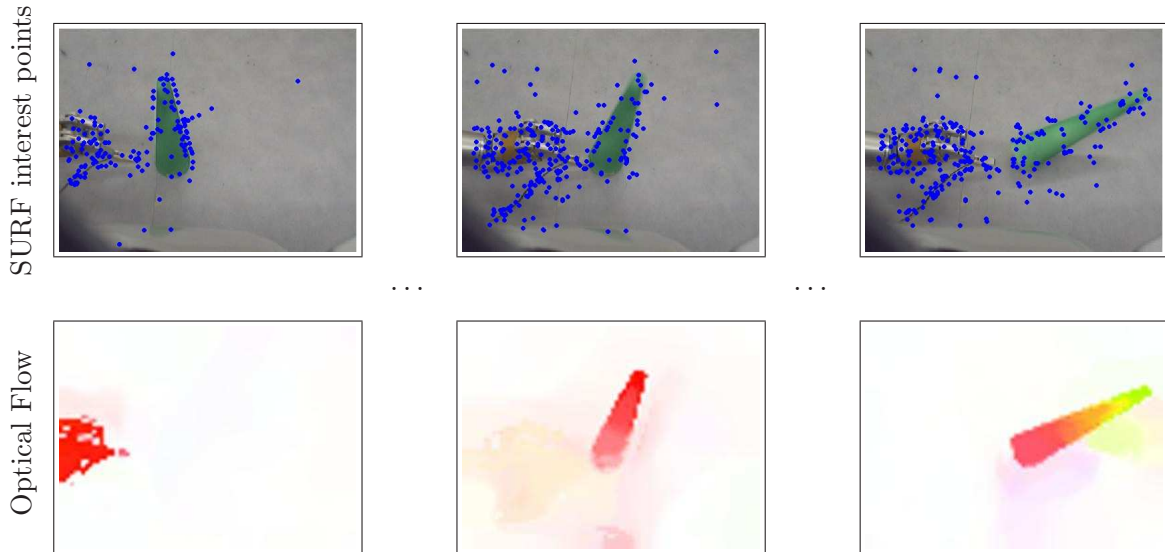 SURF interest points
. . .
. . .
Optical Flow